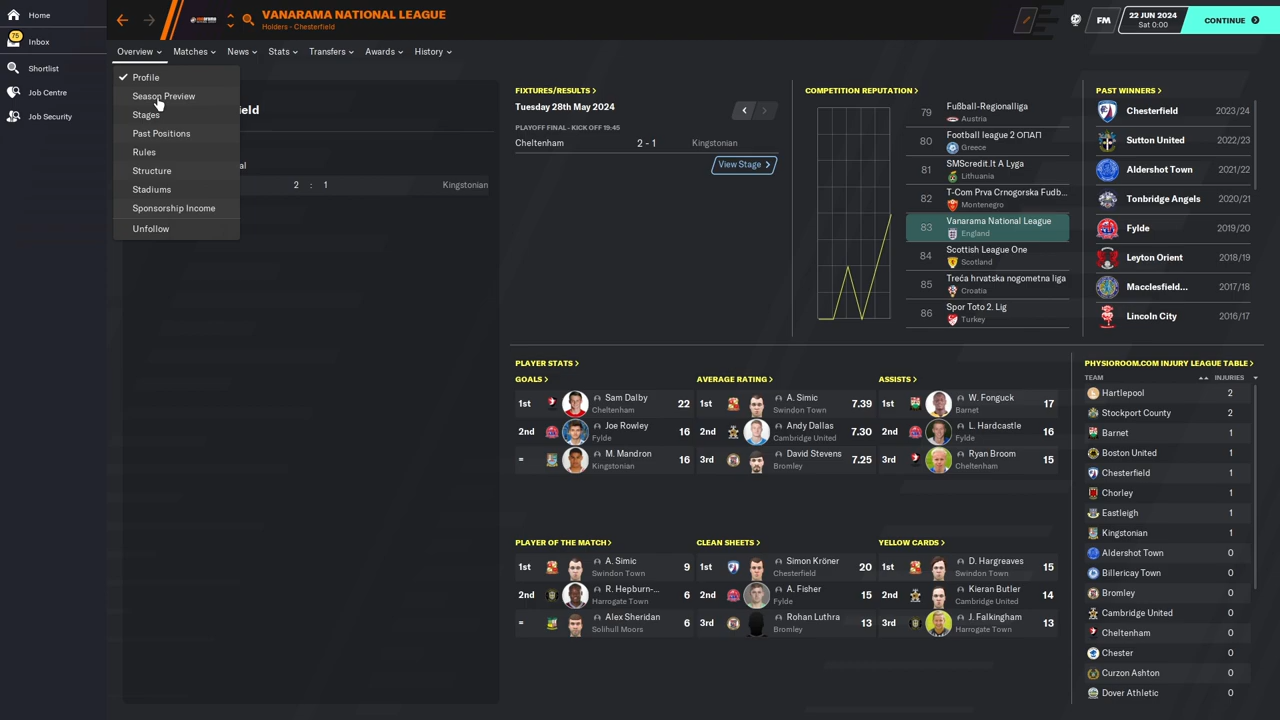 Home
Inbox
75
Shortlist
Job Centre
Job Security
VANARAMA NATIONAL LEAGUE
Holders - Chesterfield
FM
22 JUN 2024
Sat 0:00
CONTINUE
Overview
Matches
News
Stats
Transfers
Awards
History
Profile
Season Preview
Stages
Past Positions
Rules
Structure
Stadiums
Sponsorship Income
Unfollow
2 : 1 Kingstonian
FIXTURES/RESULTS
Tuesday 28th May 2024
PLAYOFF FINAL - KICK OFF 19:45
Cheltenham 2 - 1 Kingstonian
View Stage
COMPETITION REPUTATION
79 Fußball-Regionalliga
Austria
80 Football league 2 ОПАП
Greece
81 SMScredit.lt A Lyga
Lithuania
82 T-Com Prva Crnogorska Fudb...
Montenegro
83 Vanarama National League
England
84 Scottish League One
Scotland
85 Treća hrvatska nogometna liga
Croatia
86 Spor Toto 2. Lig
Turkey
PAST WINNERS
Chesterfield 2023/24
Sutton United 2022/23
Aldershot Town 2021/22
Tonbridge Angels 2020/21
Fylde 2019/20
Leyton Orient 2018/19
Macclesfield... 2017/18
Lincoln City 2016/17
PLAYER STATS
GOALS
1st Sam Dalby 22
Cheltenham
2nd Joe Rowley 16
Fylde
= M. Mandron 16
Kingstonian
AVERAGE RATING
1st A. Simic 7.39
Swindon Town
2nd Andy Dallas 7.30
Cambridge United
3rd David Stevens 7.25
Bromley
ASSISTS
1st W. Fonguck 17
Barnet
2nd L. Hardcastle 16
Fylde
3rd Ryan Broom 15
Cheltenham
PLAYER OF THE MATCH
1st A. Simic 9
Swindon Town
2nd R. Hepburn-... 6
Harrogate Town
= Alex Sheridan 6
Solihull Moors
CLEAN SHEETS
1st Simon Kröner 20
Chesterfield
2nd A. Fisher 15
Fylde
3rd Rohan Luthra 13
Bromley
YELLOW CARDS
1st D. Hargreaves 15
Swindon Town
2nd Kieran Butler 14
Cambridge United
3rd J. Falkingham 13
Harrogate Town
PHYSIOROOM.COM INJURY LEAGUE TABLE
TEAM INJURIES
Hartlepool 2
Stockport County 2
Barnet 1
Boston United 1
Chesterfield 1
Chorley 1
Eastleigh 1
Kingstonian 1
Aldershot Town 0
Billericay Town 0
Bromley 0
Cambridge United 0
Cheltenham 0
Chester 0
Curzon Ashton 0
Dover Athletic 0